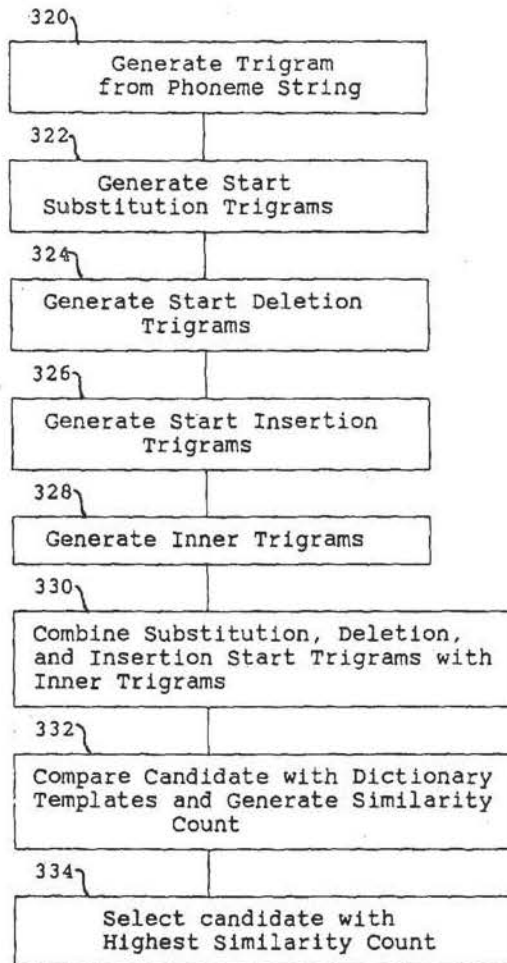 320
Generate Trigram
from Phoneme String
322
Generate Start
Substitution Trigrams
324
Generate Start Deletion
Trigrams
326
Generate Start Insertion
Trigrams
328
Generate Inner Trigrams
330
Combine Substitution, Deletion,
and Insertion Start Trigrams with
Inner Trigrams
332
Compare Candidate with Dictionary
Templates and Generate Similarity
Count
334
Select candidate with
Highest Similarity Count